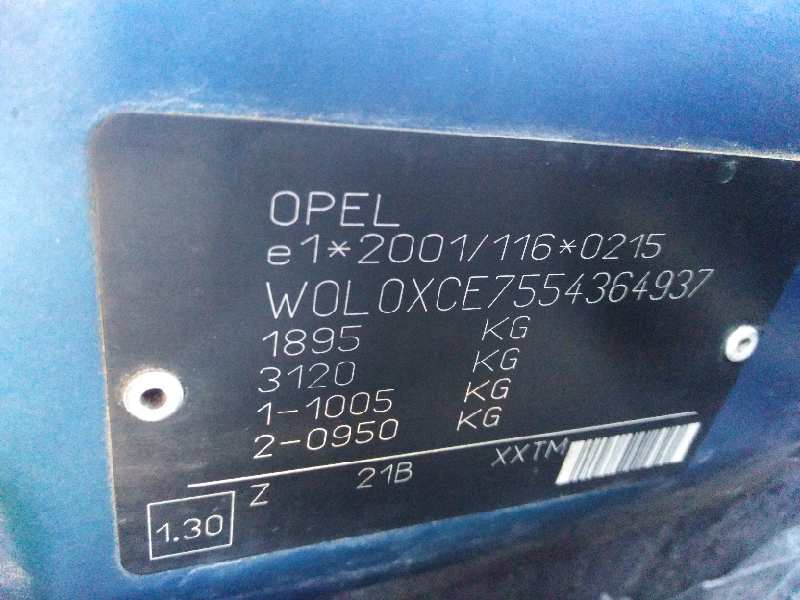 OPEL
e1*2001/116*0215
W0L0XCE7554364937
1895 KG
3120 KG
1-1005 KG
2-0950 KG
1.30 Z 21B XXTM